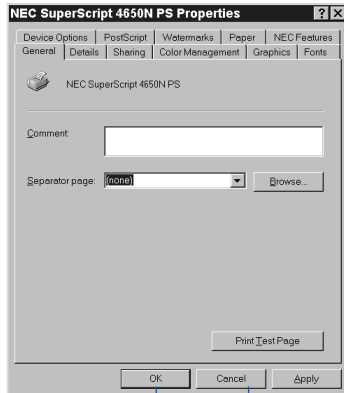 NEC SuperScript 4650N PS Properties ? X
Device Options PostScript Watermarks Paper NEC Features
General Details Sharing Color Management Graphics Fonts
NEC SuperScript 4650N PS
Comment:
Separator page: (none) Browse...
Print Test Page
OK Cancel Apply